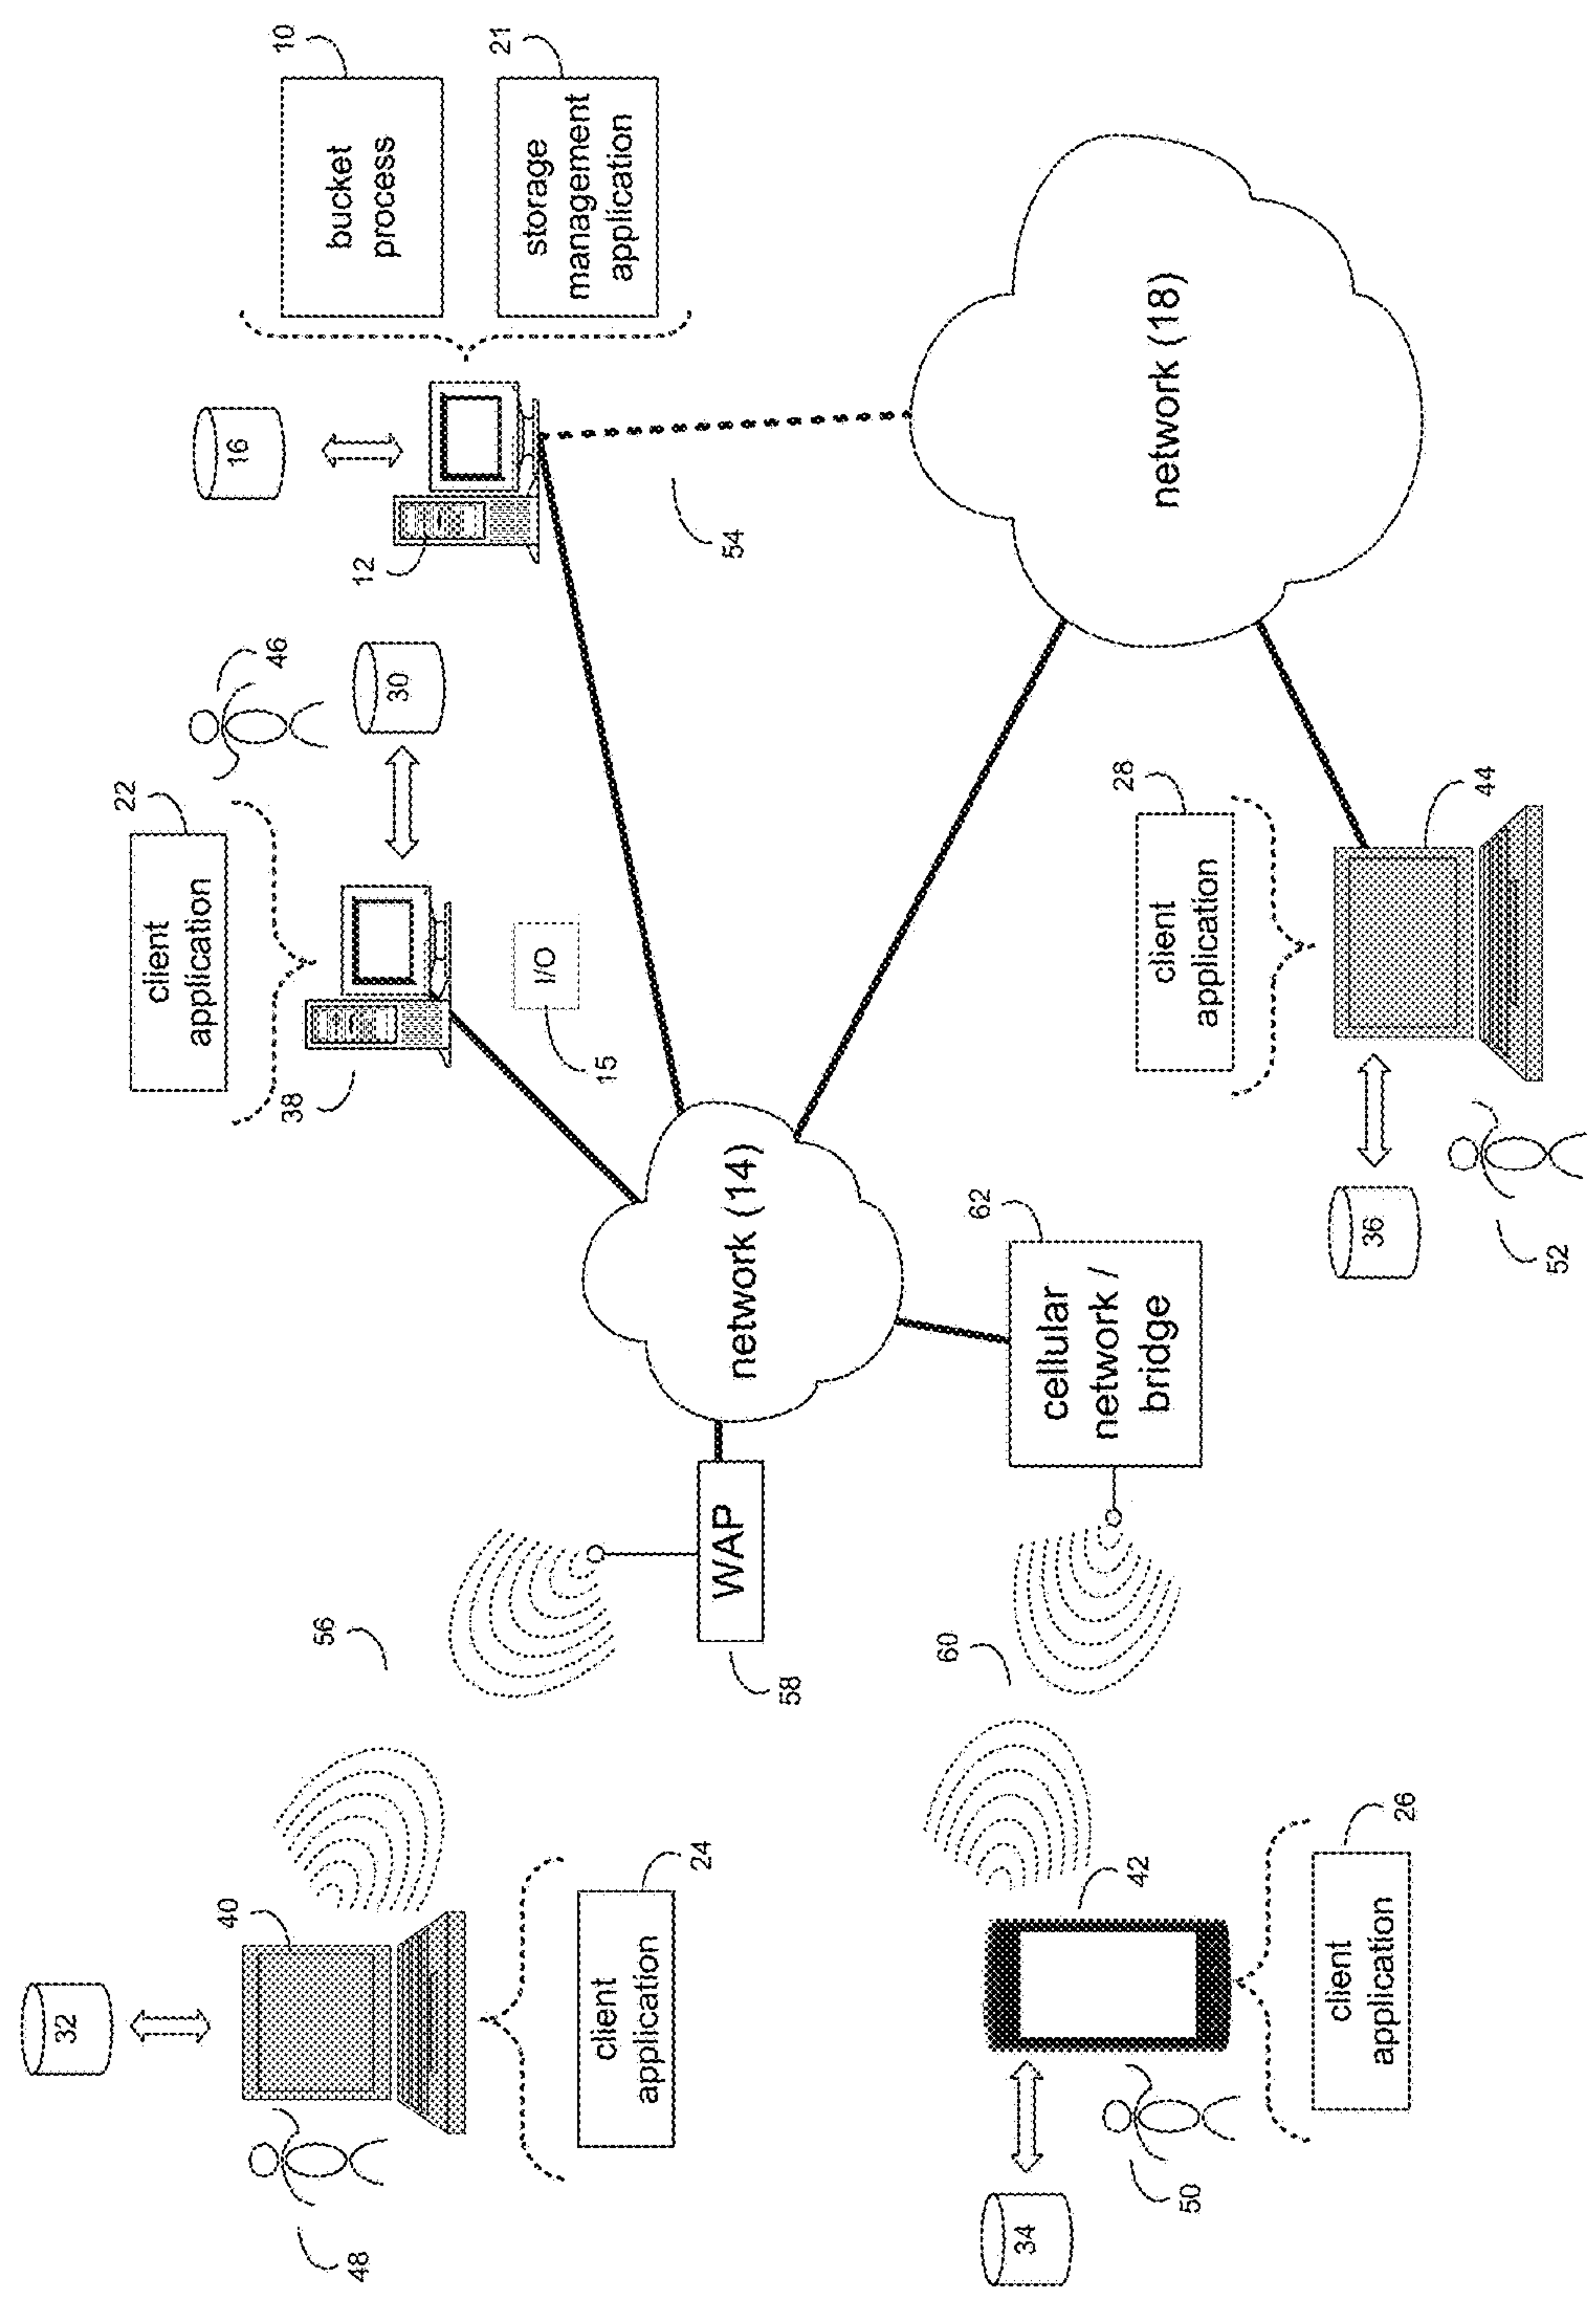 32
22
client
application
16
40
46
10
bucket
process
38
56
48
12
30
21
storage
management
application
I/O
15
client
application
24
WAP
54
network (14)
58
60
62
34
cellular
network /
bridge
28
42
client
application
network (18)
50
client
application
36
26
44
52